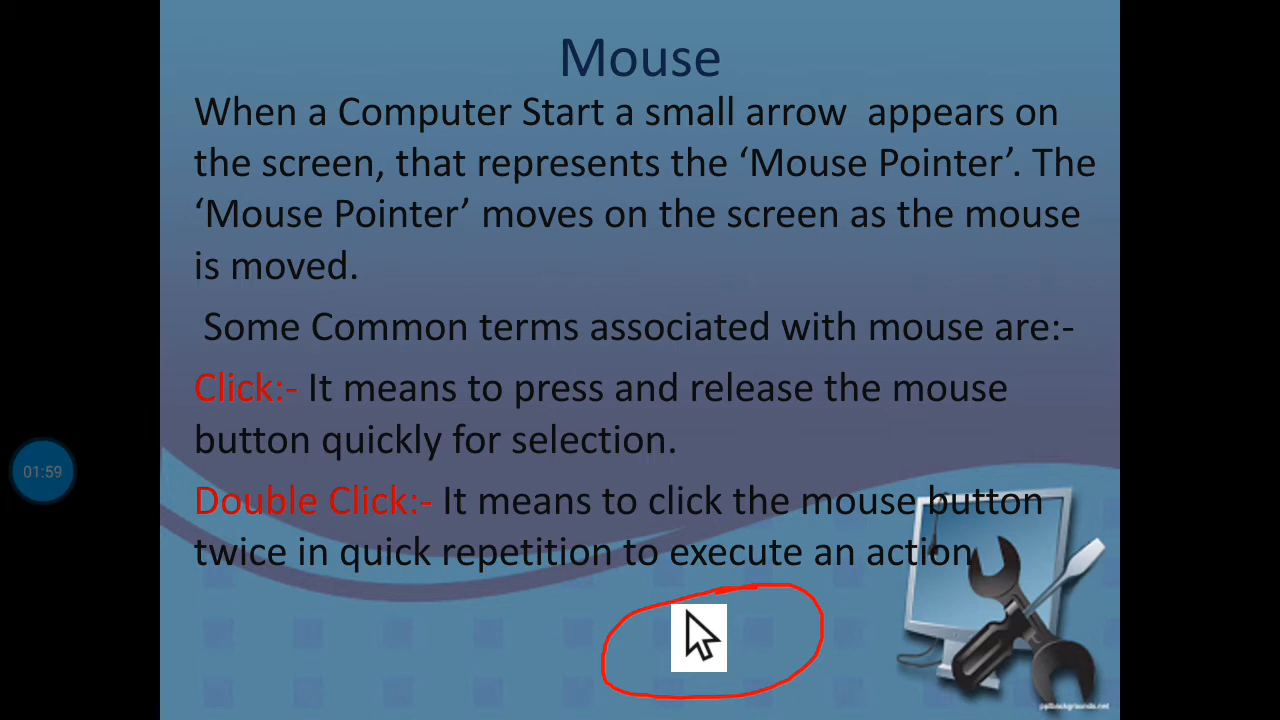 Mouse
When a Computer Start a small arrow appears on
the screen, that represents the ‘Mouse Pointer’. The
‘Mouse Pointer’ moves on the screen as the mouse
is moved.
Some Common terms associated with mouse are:-
Click:- It means to press and release the mouse
button quickly for selection.
01:59
Double Click:- It means to click the mouse button
twice in quick repetition to execute an action
pptbackgrounds.net